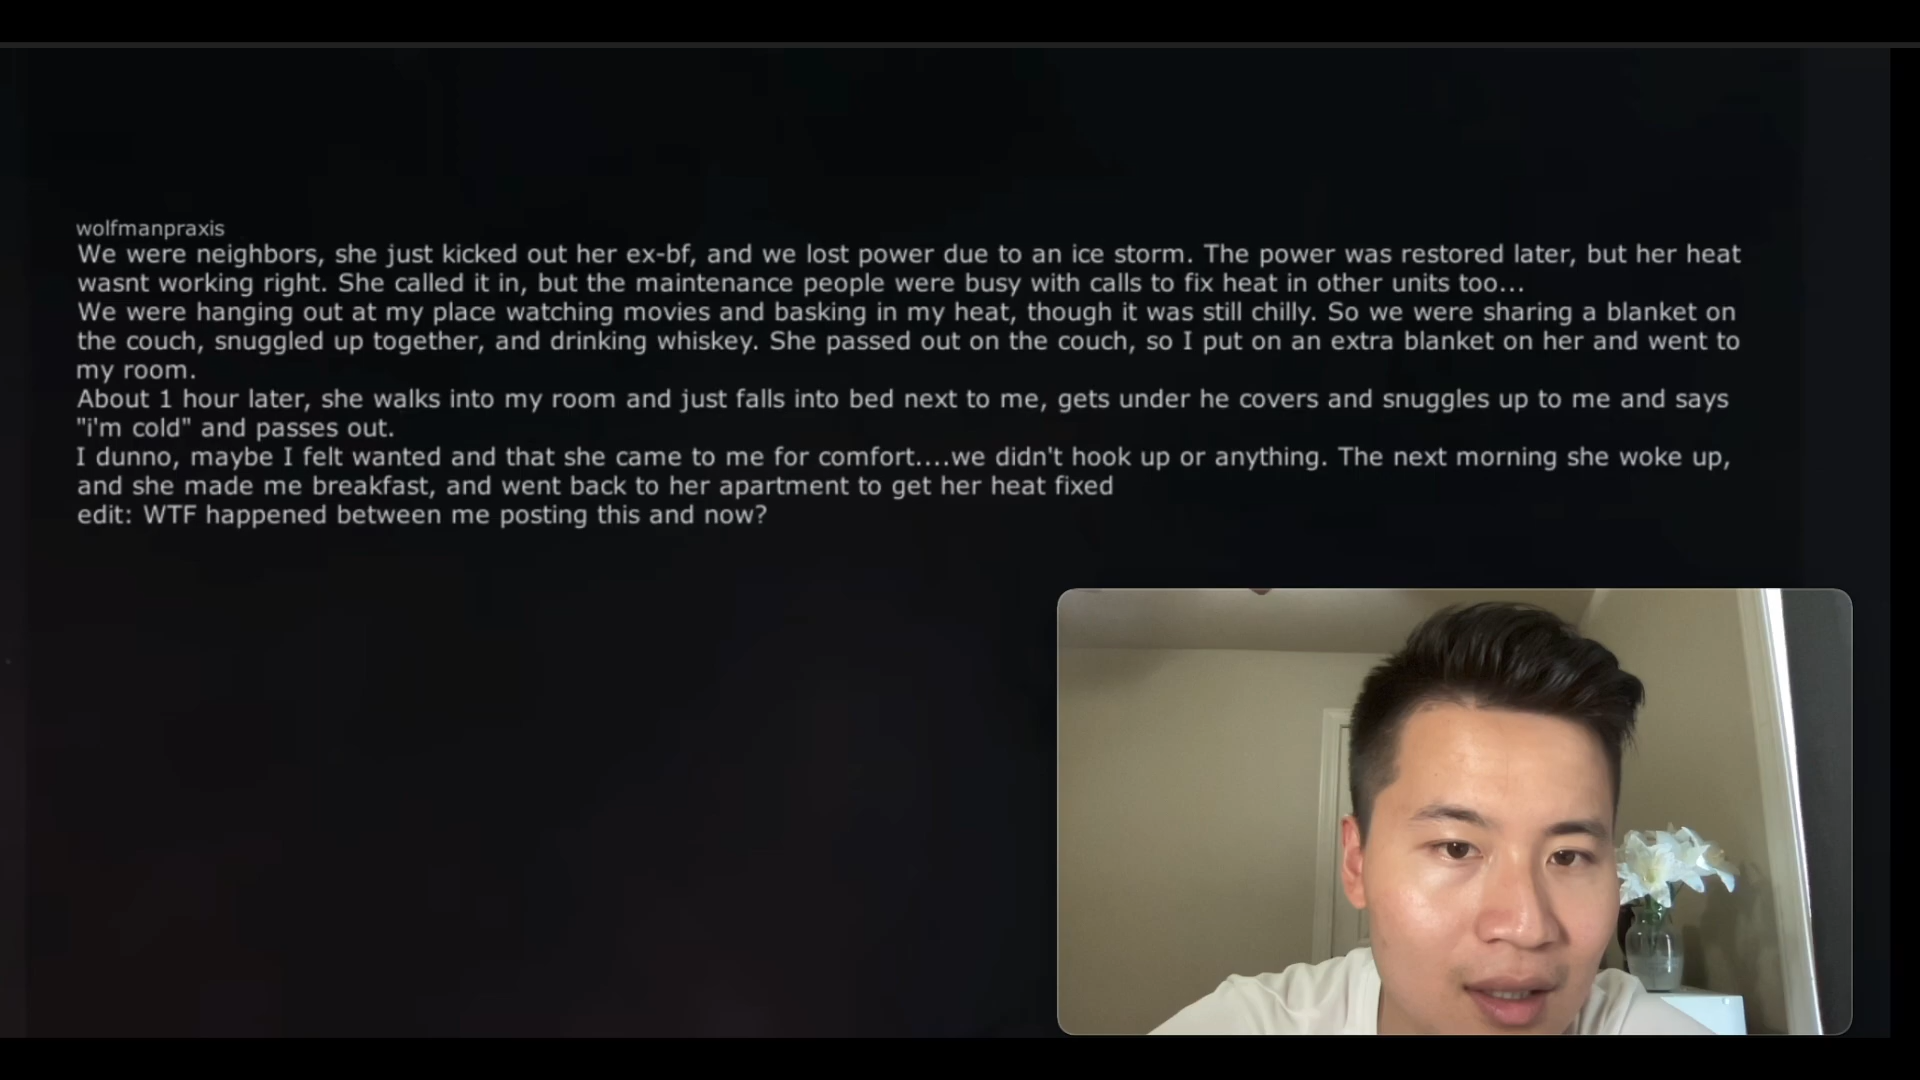 wolfmanpraxis
We were neighbors, she just kicked out her ex-bf, and we lost power due to an ice storm. The power was restored later, but her heat
wasnt working right. She called it in, but the maintenance people were busy with calls to fix heat in other units too...
We were hanging out at my place watching movies and basking in my heat, though it was still chilly. So we were sharing a blanket on
the couch, snuggled up together, and drinking whiskey. She passed out on the couch, so I put on an extra blanket on her and went to
my room.
About 1 hour later, she walks into my room and just falls into bed next to me, gets under he covers and snuggles up to me and says
"i'm cold" and passes out.
I dunno, maybe I felt wanted and that she came to me for comfort....we didn't hook up or anything. The next morning she woke up,
and she made me breakfast, and went back to her apartment to get her heat fixed
edit: WTF happened between me posting this and now?